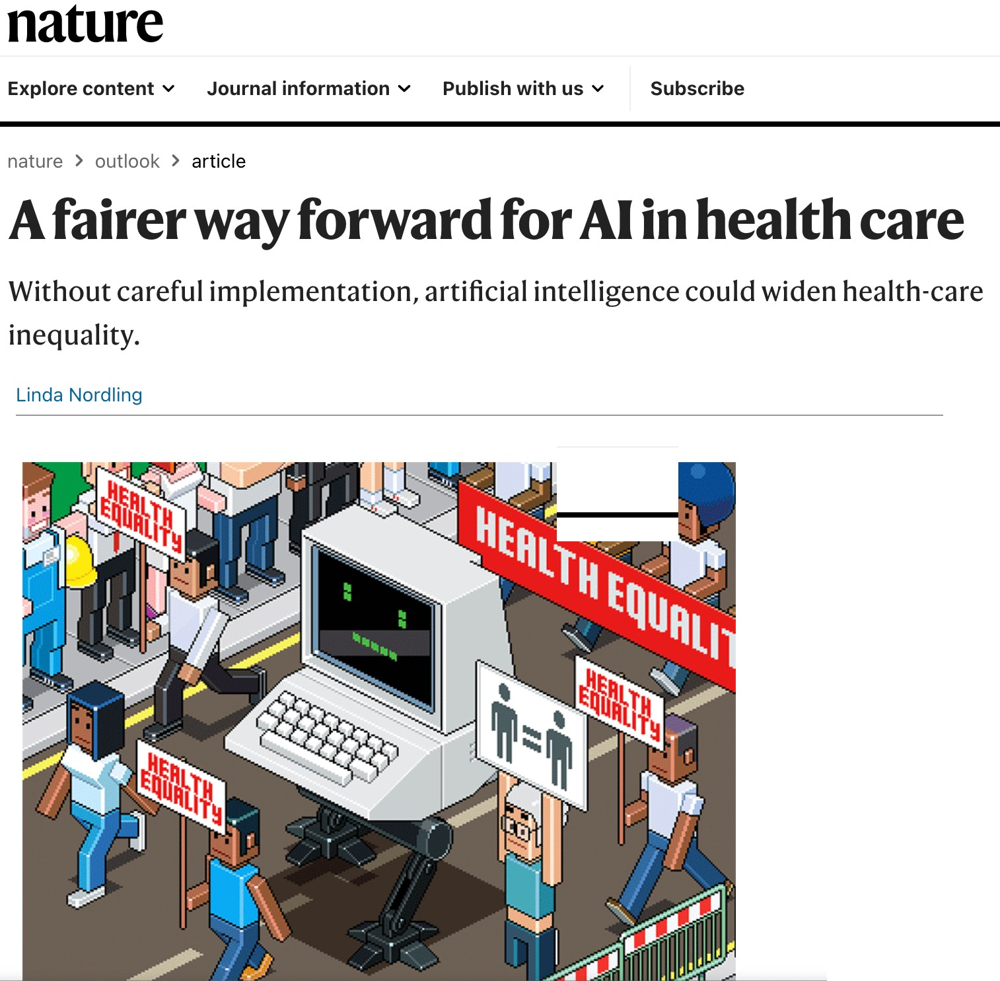 nature
Explore content
Journal information
Publish with us
Subscribe
nature > outlook > article
A fairer way forward for AI in health care
Without careful implementation, artificial intelligence could widen health-care
inequality.
Linda Nordling
HEALTH
EQUALITY
HEALTH EQUALIT
HEALTH
EQUALITY
=
HEALTH
EQUALITY